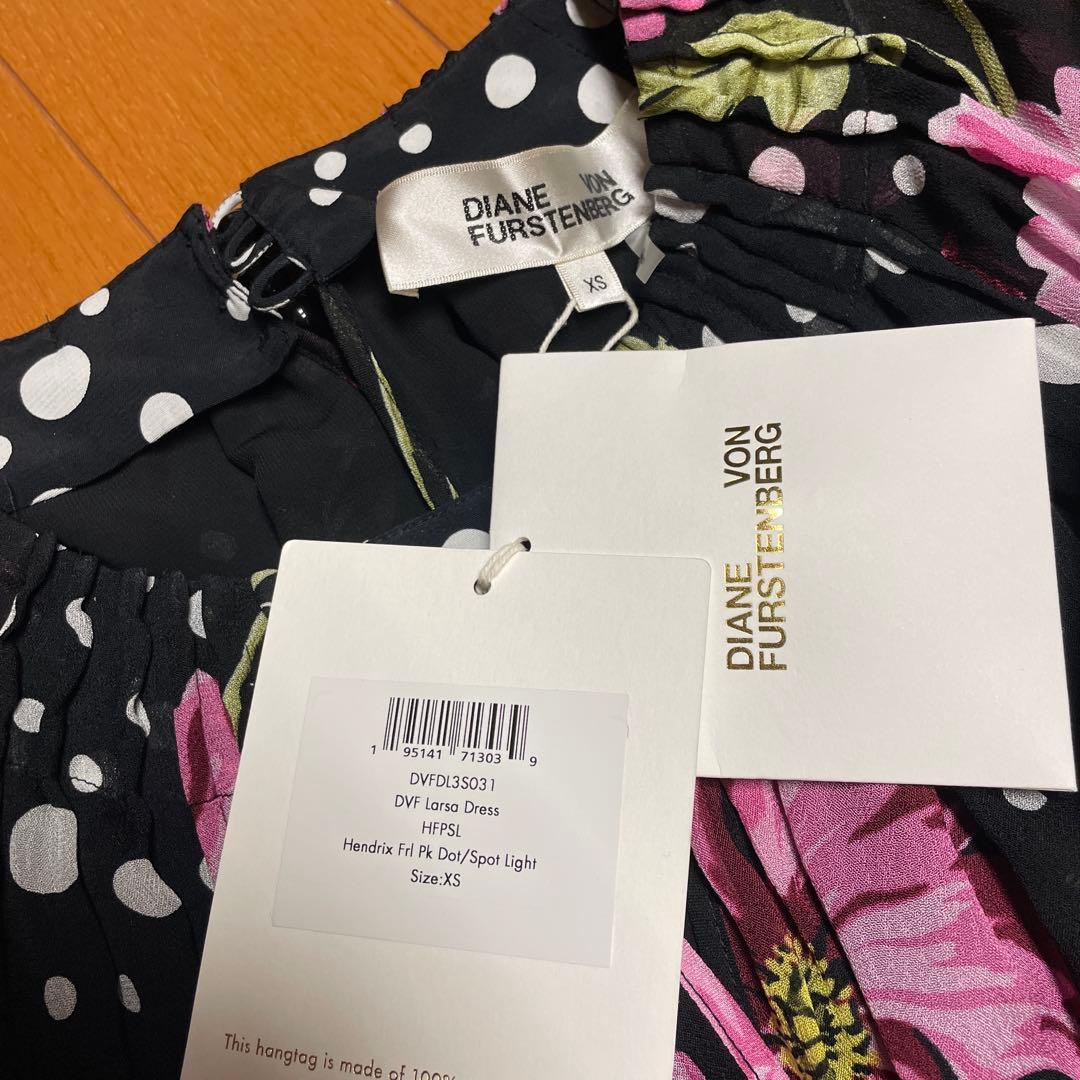 DIANE VON
FURSTENBERG
XS
DIANE VON
FURSTENBERG
1 95141 71303 9
DVFDL3S031
DVF Larsa Dress
HFPSL
Hendrix Frl Pk Dot/Spot Light
Size:XS
This hangtag is made of 100%